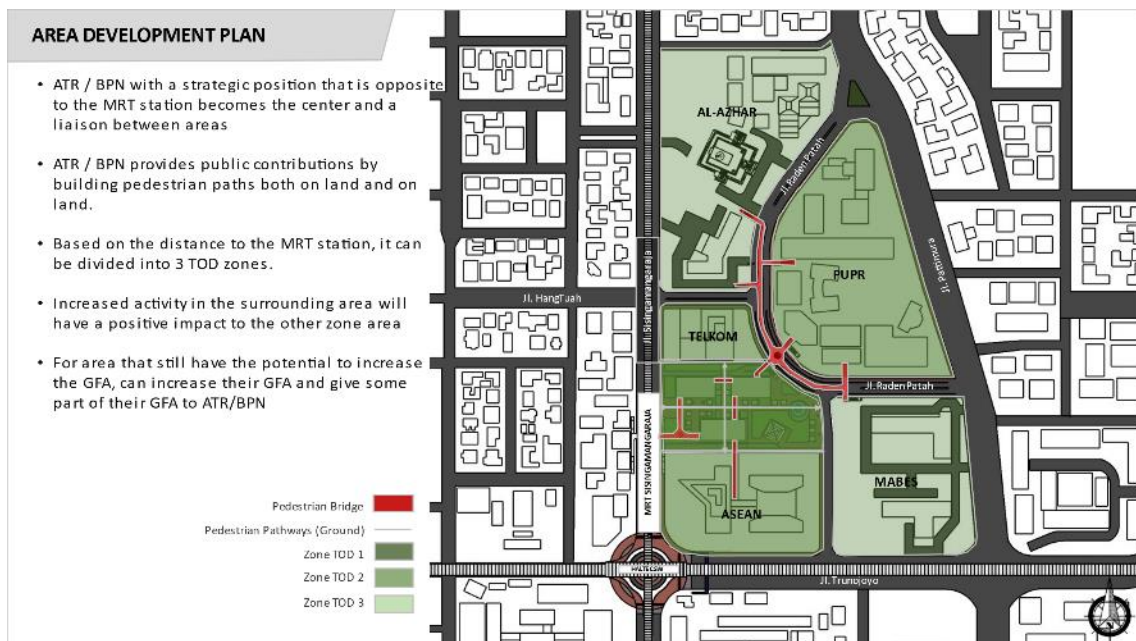 AREA DEVELOPMENT PLAN
• ATR / BPN with a strategic position that is opposite
to the MRT station becomes the center and a
liaison between areas
• ATR / BPN provides public contributions by
building pedestrian paths both on land and on
land.
• Based on the distance to the MRT station, it can
be divided into 3 TOD zones.
• Increased activity in the surrounding area will
have a positive impact to the other zone area
• For area that still have the potential to increase
the GFA, can increase their GFA and give some
part of their GFA to ATR/BPN
Pedestrian Bridge
Pedestrian Pathways (Ground)
Zone TOD 1
Zone TOD 2
Zone TOD 3
AL-AZHAR
Jl. Raden Patah
PUPR
Jl. Pattimura
Jl. Sisingamangaraja
Jl. HangTuah
TELKOM
Jl. Raden Patah
MRT SISINGAMANGARAJA
MABES
ASEAN
HALTE CSW
Jl. Trunojoyo